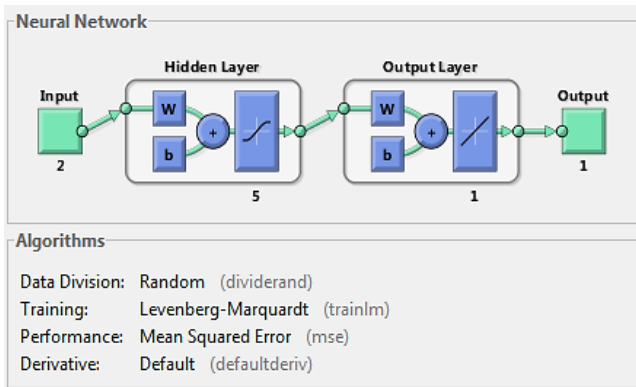 Neural Network
Hidden Layer
Output Layer
Input
Output
W
W
+
+
b
b
2
1
5
1
Algorithms
Data Division: Random (dividerand)
Training: Levenberg-Marquardt (trainlm)
Performance: Mean Squared Error (mse)
Derivative: Default (defaultderiv)